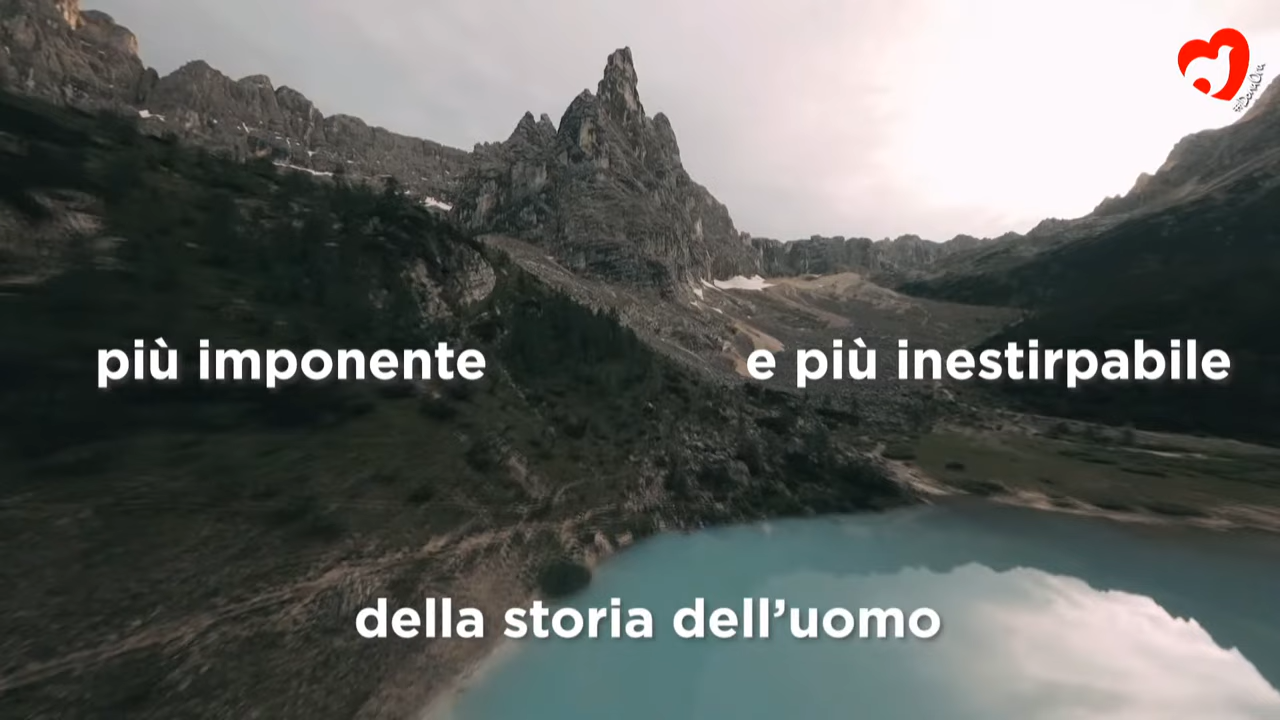 più imponente
e più inestirpabile
della storia dell’uomo